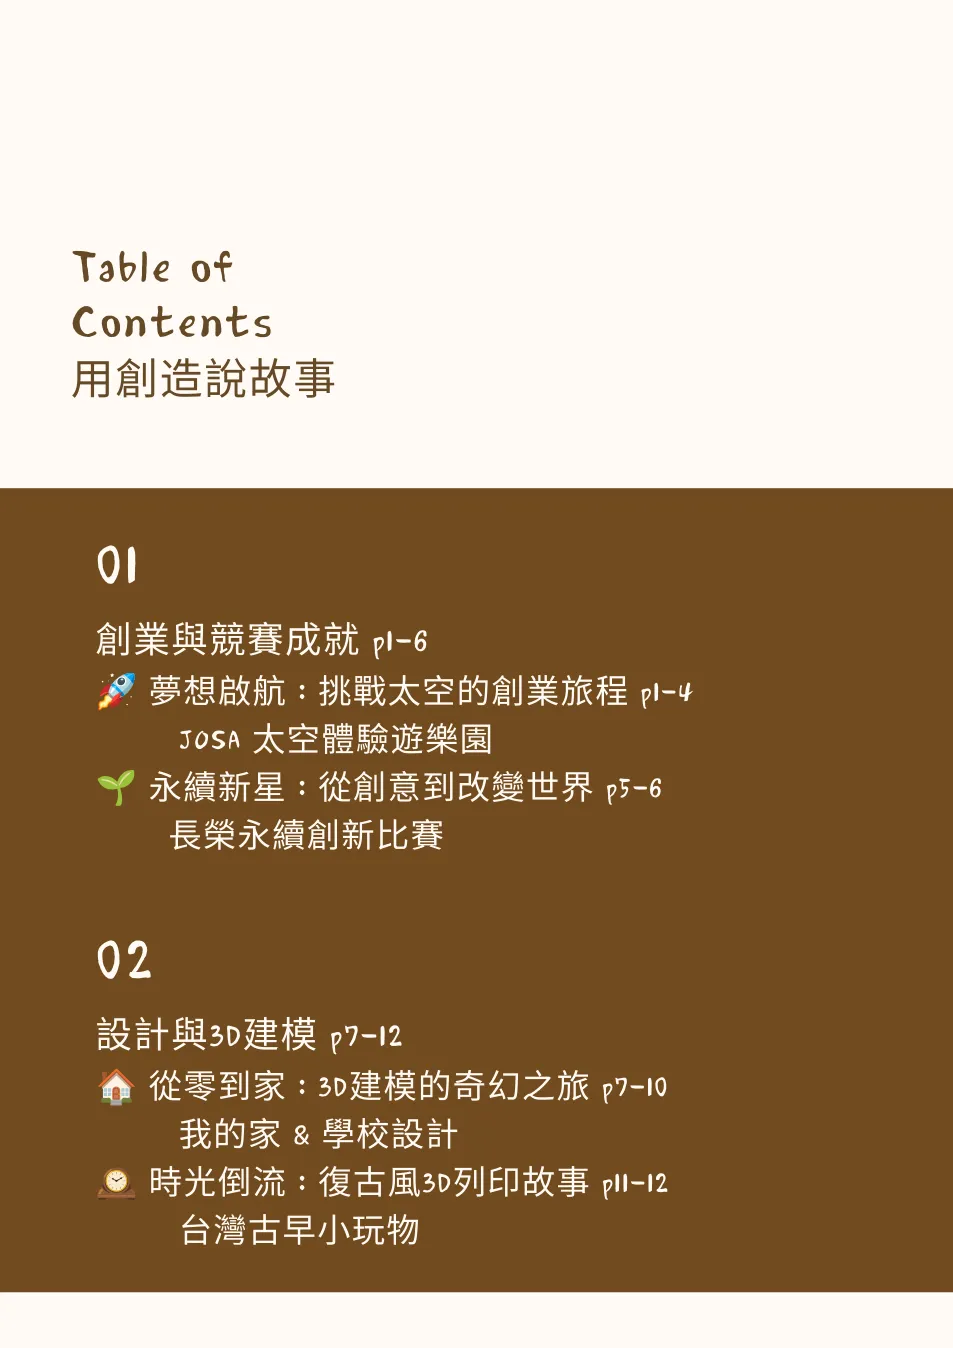 Table of
Contents
用創造說故事
01
創業與競賽成就 p1-6
🚀 夢想啟航：挑戰太空的創業旅程 p1-4
JOSA 太空體驗遊樂園
🌱 永續新星：從創意到改變世界 p5-6
長榮永續創新比賽
02
設計與3D建模 p7-12
🏠 從零到家：3D建模的奇幻之旅 p7-10
我的家 & 學校設計
🕰️ 時光倒流：復古風3D列印故事 p11-12
台灣古早小玩物